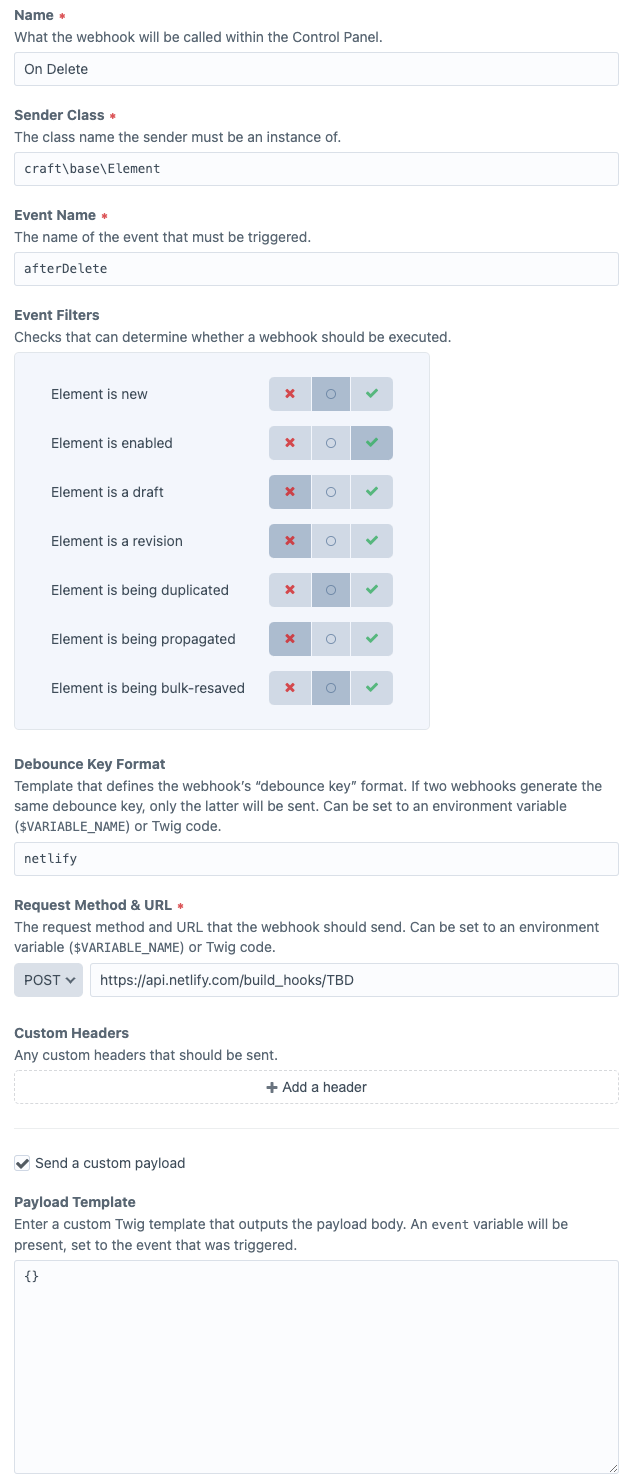 Name *
What the webhook will be called within the Control Panel.
On Delete
Sender Class *
The class name the sender must be an instance of.
craft\base\Element
Event Name *
The name of the event that must be triggered.
afterDelete
Event Filters
Checks that can determine whether a webhook should be executed.
Element is new
Element is enabled
Element is a draft
Element is a revision
Element is being duplicated
Element is being propagated
Element is being bulk-resaved
Debounce Key Format
Template that defines the webhook’s “debounce key” format. If two webhooks generate the
same debounce key, only the latter will be sent. Can be set to an environment variable
($VARIABLE_NAME) or Twig code.
netlify
Request Method & URL *
The request method and URL that the webhook should send. Can be set to an environment
variable ($VARIABLE_NAME) or Twig code.
POST https://api.netlify.com/build_hooks/TBD
Custom Headers
Any custom headers that should be sent.
+ Add a header
Send a custom payload
Payload Template
Enter a custom Twig template that outputs the payload body. An event variable will be
present, set to the event that was triggered.
{}